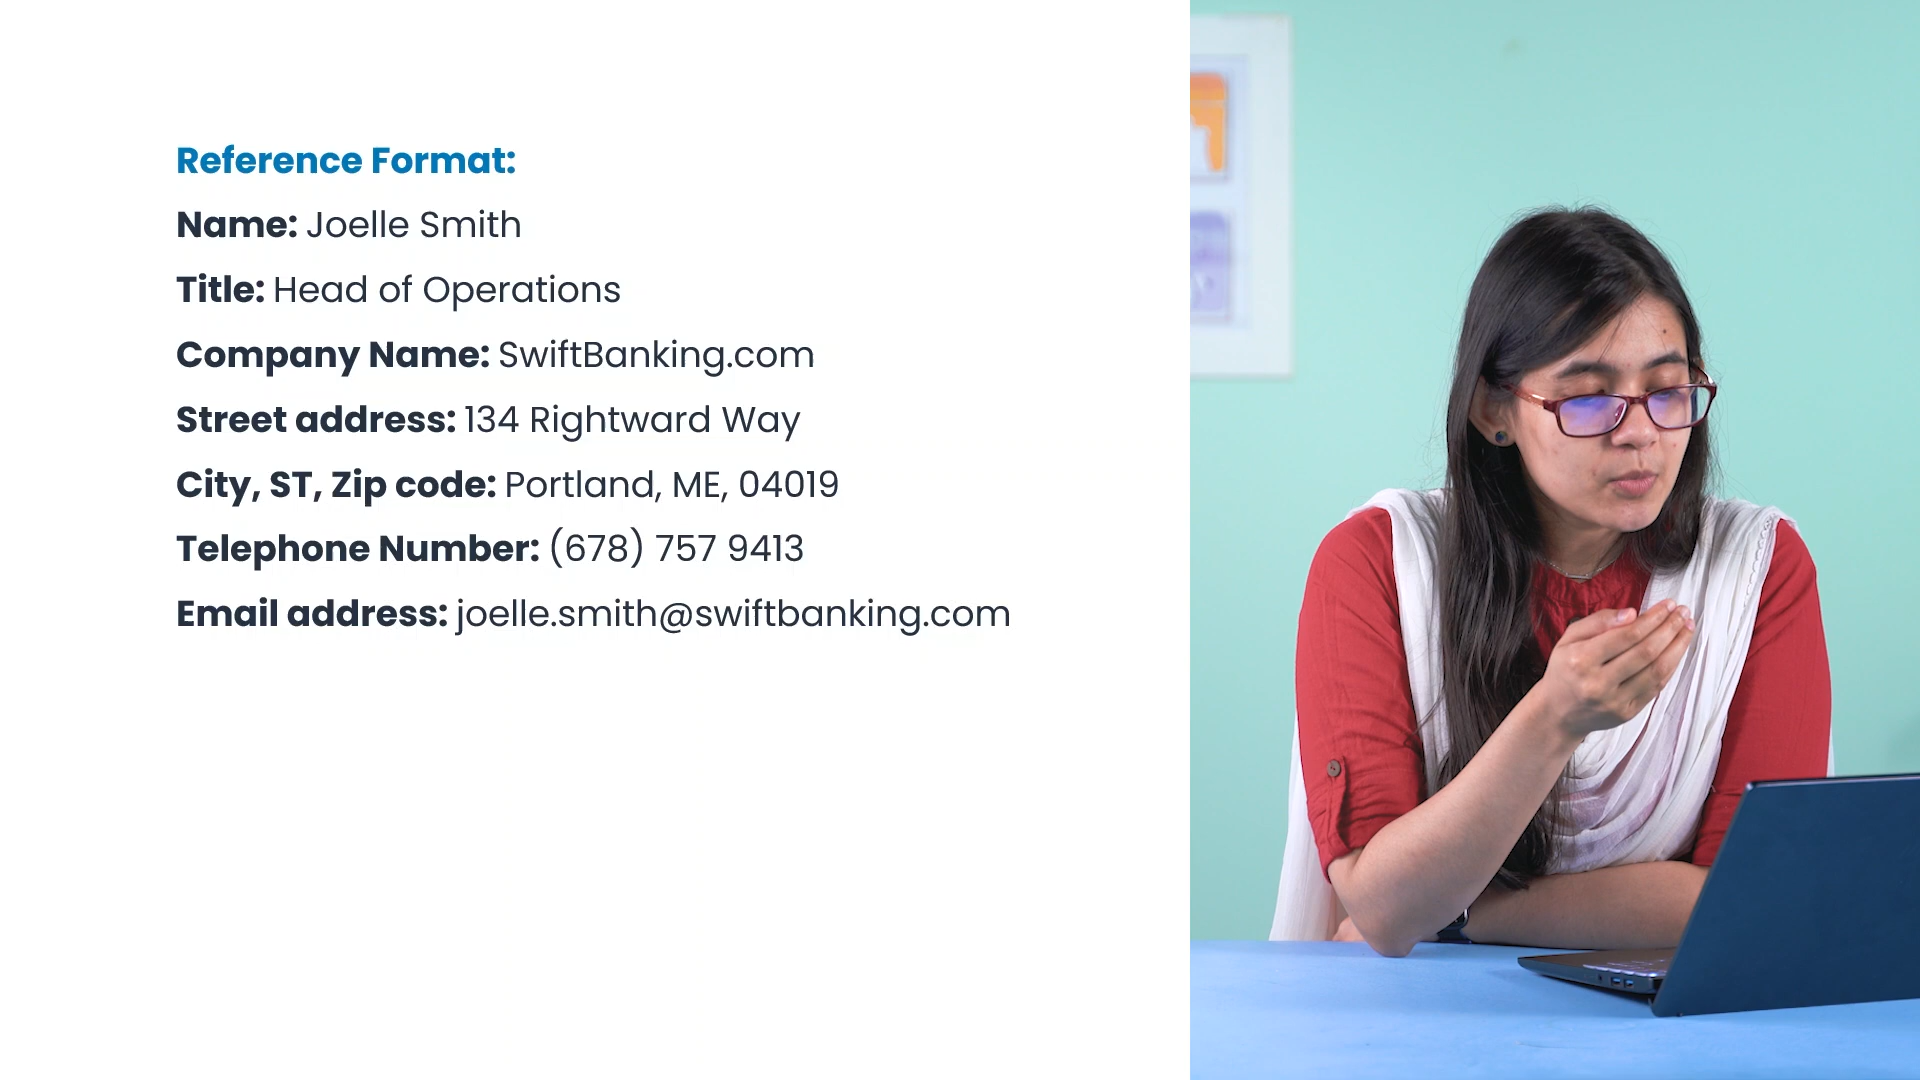 Reference Format:
Name: Joelle Smith
Title: Head of Operations
Company Name: SwiftBanking.com
Street address: 134 Rightward Way
City, ST, Zip code: Portland, ME, 04019
Telephone Number: (678) 757 9413
Email address: joelle.smith@swiftbanking.com